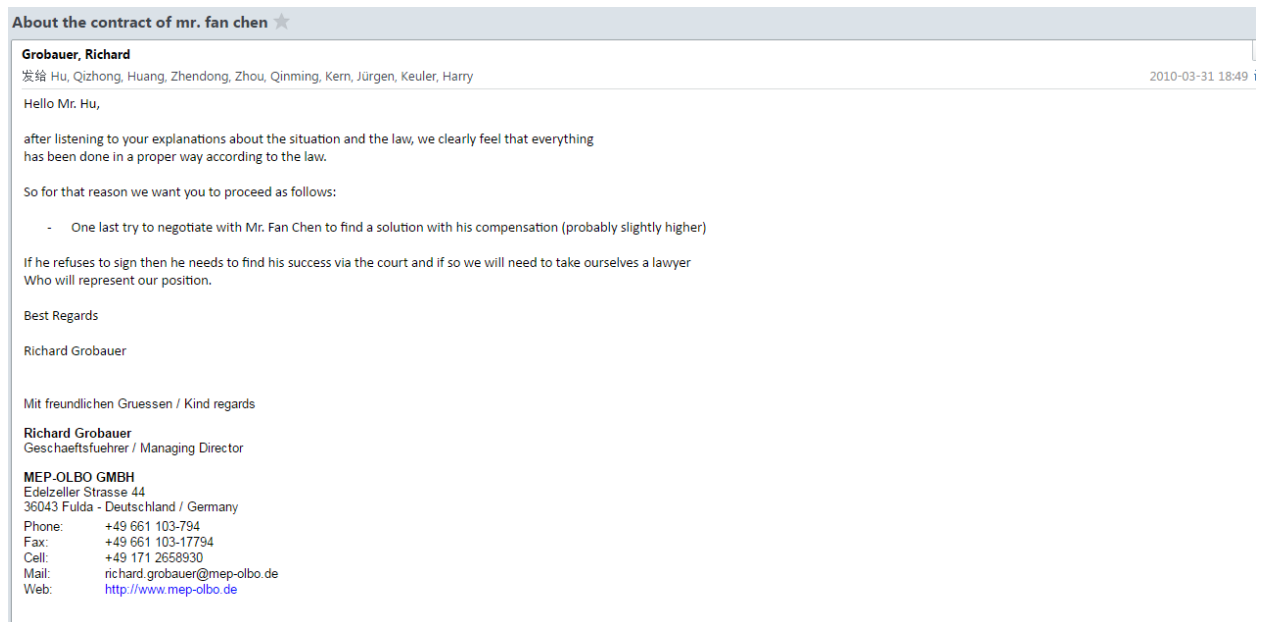 About the contract of mr. fan chen
Grobauer, Richard
发给 Hu, Qizhong, Huang, Zhendong, Zhou, Qinming, Kern, Jürgen, Keuler, Harry
2010-03-31 18:49
Hello Mr. Hu,
after listening to your explanations about the situation and the law, we clearly feel that everything
has been done in a proper way according to the law.
So for that reason we want you to proceed as follows:
- One last try to negotiate with Mr. Fan Chen to find a solution with his compensation (probably slightly higher)
If he refuses to sign then he needs to find his success via the court and if so we will need to take ourselves a lawyer
Who will represent our position.
Best Regards
Richard Grobauer
Mit freundlichen Gruessen / Kind regards
Richard Grobauer
Geschaeftsfuehrer / Managing Director
MEP-OLBO GMBH
Edelzeller Strasse 44
36043 Fulda - Deutschland / Germany
Phone: +49 661 103-794
Fax: +49 661 103-17794
Cell: +49 171 2658930
Mail: richard.grobauer@mep-olbo.de
Web: http://www.mep-olbo.de